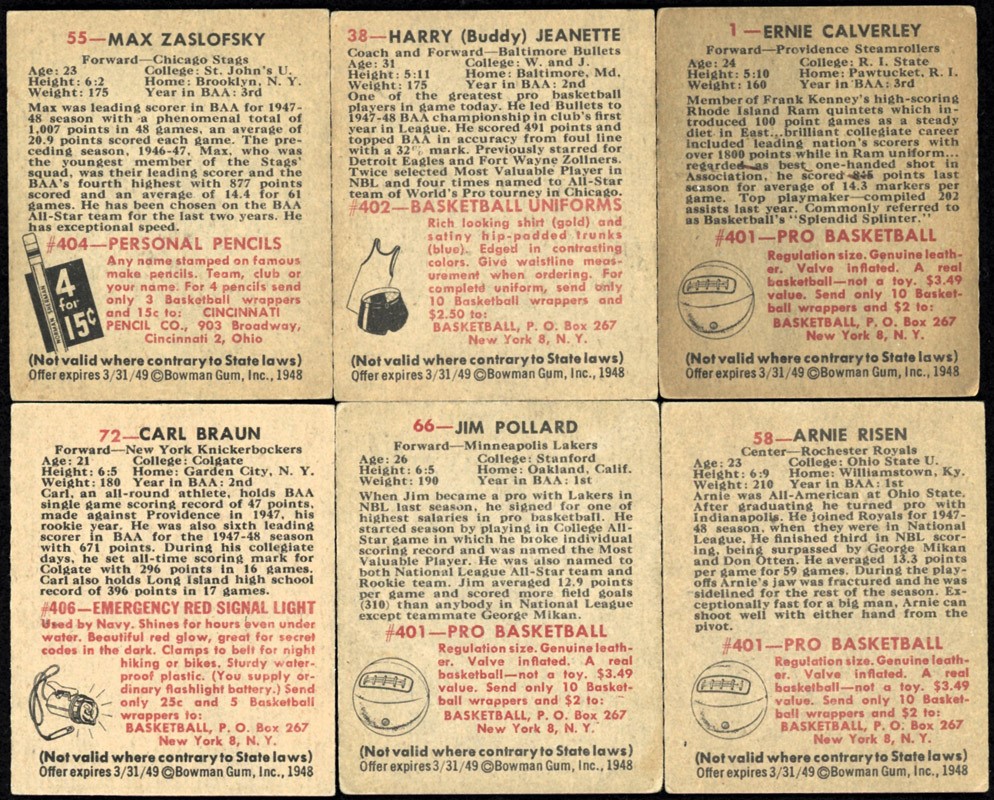 55—MAX ZASLOFSKY
Forward—Chicago Stags
Age: 23 College: St. John's U.
Height: 6:2 Home: Brooklyn, N. Y.
Weight: 175 Year in BAA: 3rd
Max was leading scorer in BAA for 1947-
48 season with a phenomenal total of
1,007 points in 48 games, an average of
20.9 points scored each game. The pre-
ceding season, 1946-47, Max, who was
the youngest member of the Stags'
squad, was their leading scorer and the
BAA's fourth highest with 877 points
scored and an average of 14.4 for 61
games. He has been chosen on the BAA
All-Star team for the last two years. He
has exceptional speed.
#404—PERSONAL PENCILS
Any name stamped on famous
make pencils. Team, club or
your name. For 4 pencils send
only 3 Basketball wrappers
and 15c to: CINCINNATI
PENCIL CO., 903 Broadway,
Cincinnati 2, Ohio
4
for
15¢
(Not valid where contrary to State laws)
Offer expires 3/31/49 ©Bowman Gum, Inc., 1948
38—HARRY (Buddy) JEANETTE
Coach and Forward—Baltimore Bullets
Age: 31 College: W. and J.
Height: 5:11 Home: Baltimore, Md.
Weight: 175 Year in BAA: 2nd
One of the greatest pro basketball
players in game today. He led Bullets to
1947-48 BAA championship in club's first
year in League. He scored 491 points and
topped BAA in accuracy from foul line
with a 32% mark. Previously starred for
Detroit Eagles and Fort Wayne Zollners.
Twice selected Most Valuable Player in
NBL and four times named to All-Star
team of World's Pro tourney in Chicago.
#402—BASKETBALL UNIFORMS
Rich looking shirt (gold) and
satiny hip-padded trunks
(blue). Edged in contrasting
colors. Give waistline meas-
urement when ordering. For
complete uniform, send only
10 Basketball wrappers and
$2.50 to:
BASKETBALL, P. O. Box 267
New York 8, N. Y.
(Not valid where contrary to State laws)
Offer expires 3/31/49 ©Bowman Gum, Inc., 1948
1—ERNIE CALVERLEY
Forward—Providence Steamrollers
Age: 24 College: R. I. State
Height: 5:10 Home: Pawtucket, R. I.
Weight: 160 Year in BAA: 3rd
Member of Frank Kenney's high-scoring
Rhode Island Ram quintets which in-
troduced 100 point games as a steady
diet in East...brilliant collegiate career
included leading nation's scorers with
over 1800 points while in Ram uniform...
regarded as best one-handed shot in
Association, he scored points last
season for average of 14.3 markers per
game. Top playmaker—compiled 202
assists last year. Commonly referred to
as Basketball's "Splendid Splinter."
#401—PRO BASKETBALL
Regulation size. Genuine leath-
er. Valve inflated. A real
basketball—not a toy. $3.49
value. Send only 10 Basket-
ball wrappers and $2 to:
BASKETBALL, P. O. Box 267
New York 8, N. Y.
(Not valid where contrary to State laws)
Offer expires 3/31/49 ©Bowman Gum, Inc., 1948
72—CARL BRAUN
Forward—New York Knickerbockers
Age: 21 College: Colgate
Height: 6:5 Home: Garden City, N. Y.
Weight: 180 Year in BAA: 2nd
Carl, an all-round athlete, holds BAA
single game scoring record of 47 points,
made against Providence in 1947, his
rookie year. He was also sixth leading
scorer in BAA for the 1947-48 season
with 671 points. During his collegiate
days, he set all-time scoring mark for
Colgate with 296 points in 16 games.
Carl also holds Long Island high school
record of 396 points in 17 games.
#406—EMERGENCY RED SIGNAL LIGHT
Used by Navy. Shines for hours even under
water. Beautiful red glow, great for secret
codes in the dark. Clamps to belt for night
hiking or bikes. Sturdy water-
proof plastic. (You supply or-
dinary flashlight battery.) Send
only 25c and 5 Basketball
wrappers to:
BASKETBALL, P. O. Box 267
New York 8, N. Y.
(Not valid where contrary to State laws)
Offer expires 3/31/49 ©Bowman Gum, Inc., 1948
66—JIM POLLARD
Forward—Minneapolis Lakers
Age: 26 College: Stanford
Height: 6:5 Home: Oakland, Calif.
Weight: 190 Year in BAA: 1st
When Jim became a pro with Lakers in
NBL last season, he signed for one of
highest salaries in pro basketball. He
started season by playing in College All-
Star game in which he broke individual
scoring record and was named the Most
Valuable Player. He was also named to
both National League All-Star team and
Rookie team. Jim averaged 12.9 points
per game and scored more field goals
(310) than anybody in National League
except teammate George Mikan.
#401—PRO BASKETBALL
Regulation size. Genuine leath-
er. Valve inflated. A real
basketball—not a toy. $3.49
value. Send only 10 Basket-
ball wrappers and $2 to:
BASKETBALL, P. O. Box 267
New York 8, N. Y.
(Not valid where contrary to State laws)
Offer expires 3/31/49 ©Bowman Gum, Inc., 1948
58—ARNIE RISEN
Center—Rochester Royals
Age: 23 College: Ohio State U.
Height: 6:9 Home: Williamstown, Ky.
Weight: 210 Year in BAA: 1st
Arnie was All-American at Ohio State.
After graduating he turned pro with
Indianapolis. He joined Royals for 1947-
48 season, when they were in National
League. He finished third in NBL scor-
ing, being surpassed by George Mikan
and Don Otten. He averaged 13.3 points
per game for 59 games. During the play-
offs Arnie's jaw was fractured and he was
sidelined for the rest of the season. Ex-
ceptionally fast for a big man, Arnie can
shoot well with either hand from the
pivot.
#401—PRO BASKETBALL
Regulation size. Genuine leath-
er. Valve inflated. A real
basketball—not a toy. $3.49
value. Send only 10 Basket-
ball wrappers and $2 to:
BASKETBALL, P. O. Box 267
New York 8, N. Y.
(Not valid where contrary to State laws)
Offer expires 3/31/49 ©Bowman Gum, Inc., 1948